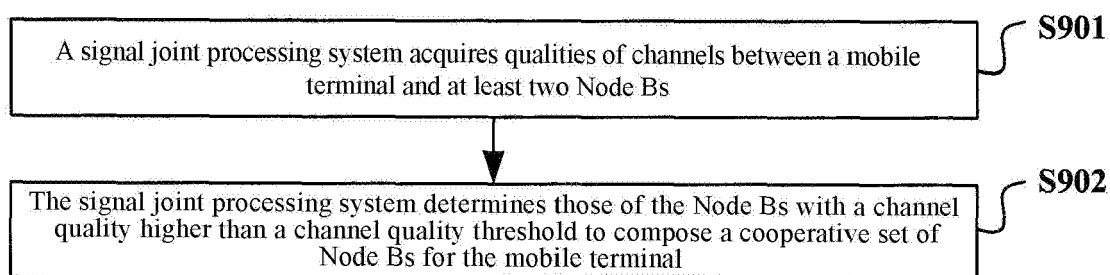 A signal joint processing system acquires qualities of channels between a mobile
terminal and at least two Node Bs
S901
The signal joint processing system determines those of the Node Bs with a channel
quality higher than a channel quality threshold to compose a cooperative set of
Node Bs for the mobile terminal
S902